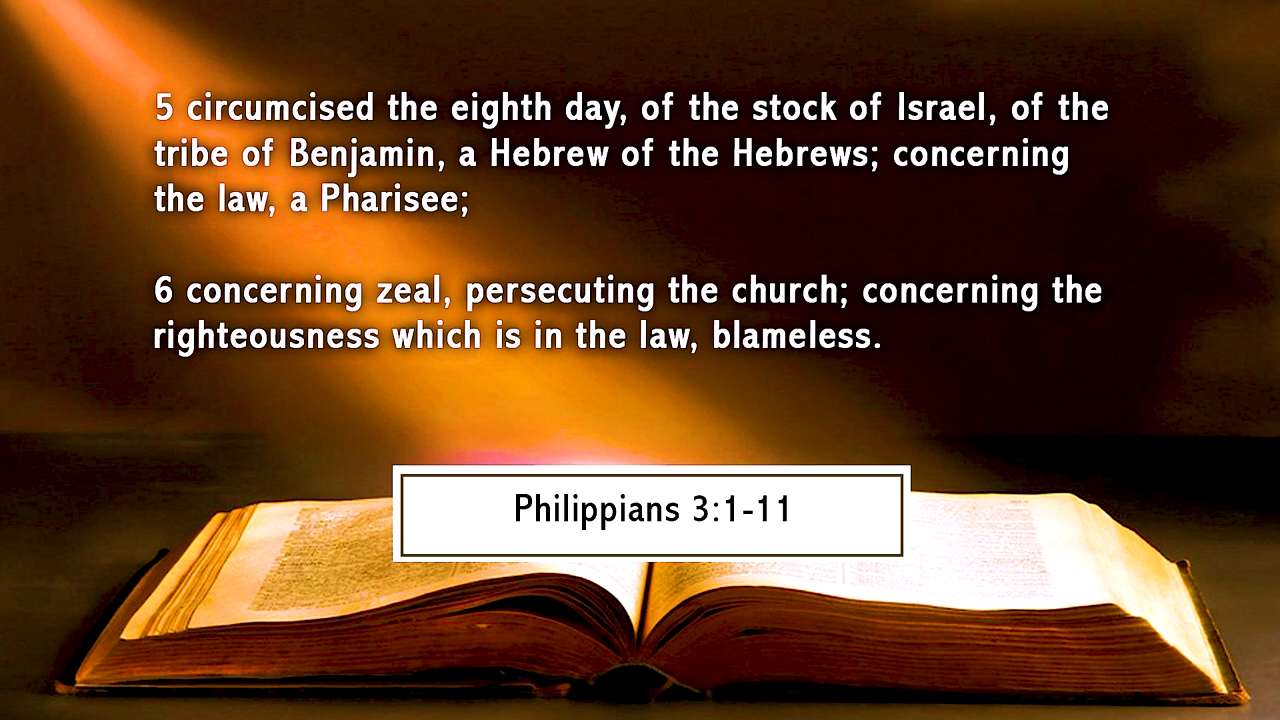 5 circumcised the eighth day, of the stock of Israel, of the
tribe of Benjamin, a Hebrew of the Hebrews; concerning
the law, a Pharisee;
6 concerning zeal, persecuting the church; concerning the
righteousness which is in the law, blameless.
Philippians 3:1-11